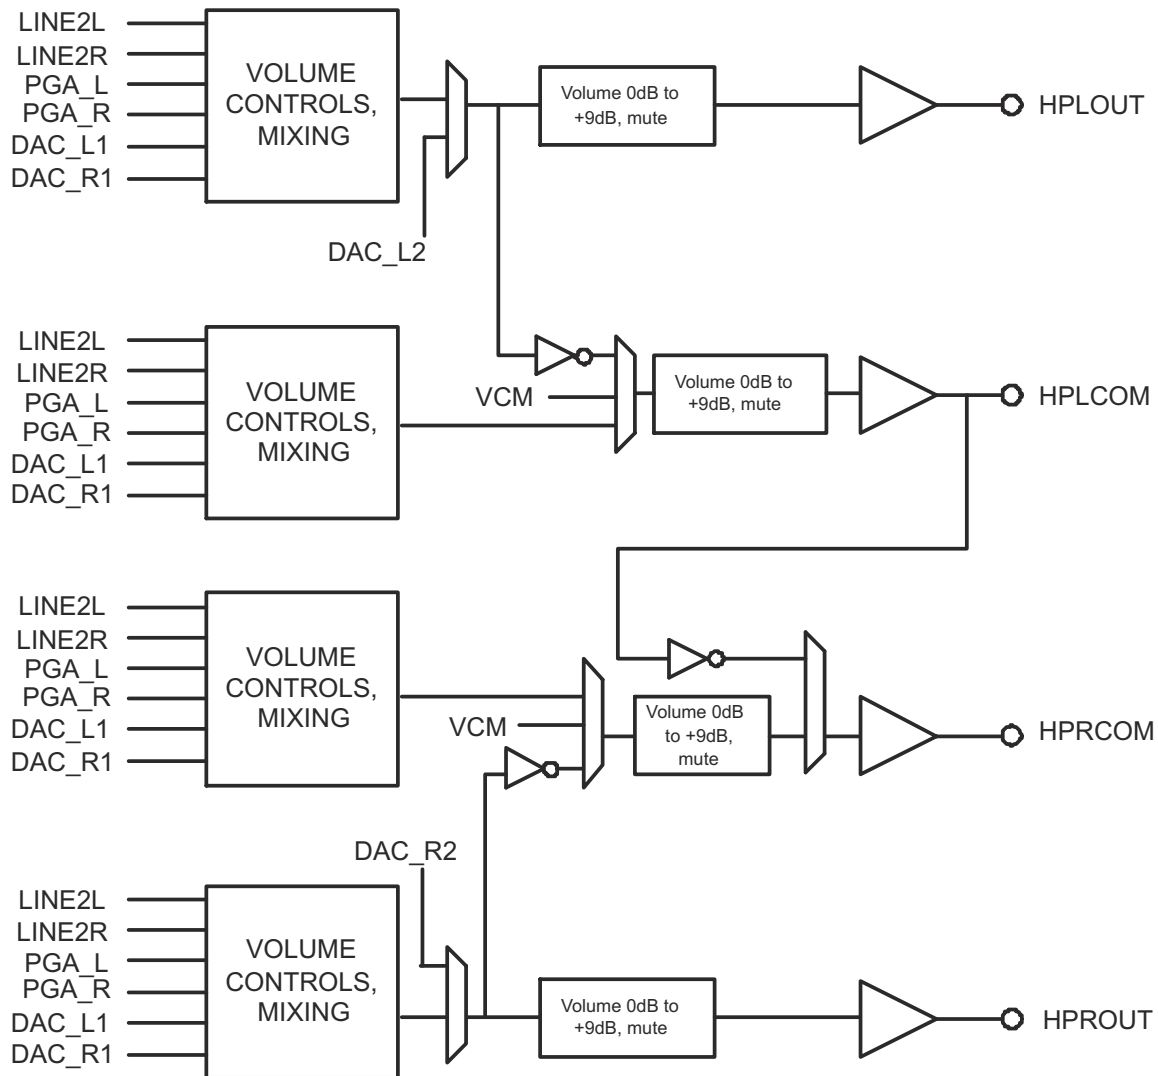 LINE2L
LINE2R
PGA_L
PGA_R
DAC_L1
DAC_R1
VOLUME
CONTROLS,
MIXING
DAC_L2
Volume 0dB to
+9dB, mute
HPLOUT
LINE2L
LINE2R
PGA_L
PGA_R
DAC_L1
DAC_R1
VOLUME
CONTROLS,
MIXING
VCM
Volume 0dB to
+9dB, mute
HPLCOM
LINE2L
LINE2R
PGA_L
PGA_R
DAC_L1
DAC_R1
VOLUME
CONTROLS,
MIXING
VCM
Volume 0dB
to +9dB,
mute
HPRCOM
DAC_R2
LINE2L
LINE2R
PGA_L
PGA_R
DAC_L1
DAC_R1
VOLUME
CONTROLS,
MIXING
Volume 0dB to
+9dB, mute
HPROUT